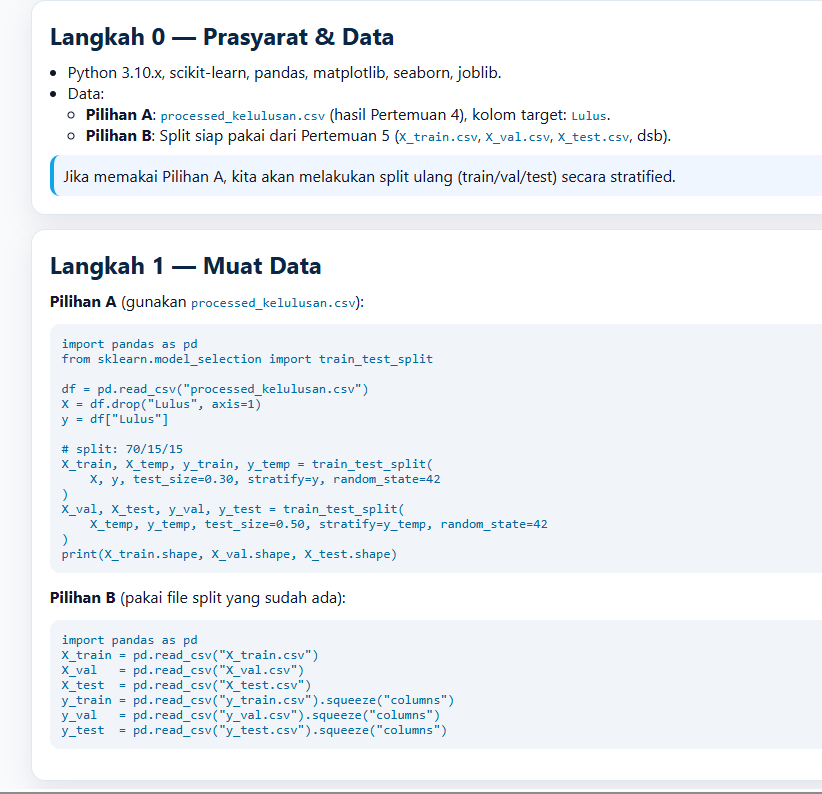 Langkah 0 — Prasyarat & Data
Python 3.10.x, scikit-learn, pandas, matplotlib, seaborn, joblib.
Data:
Pilihan A: processed_kelulusan.csv (hasil Pertemuan 4), kolom target: Lulus.
Pilihan B: Split siap pakai dari Pertemuan 5 (X_train.csv, X_val.csv, X_test.csv, dsb).
Jika memakai Pilihan A, kita akan melakukan split ulang (train/val/test) secara stratified.
Langkah 1 — Muat Data
Pilihan A (gunakan processed_kelulusan.csv):
import pandas as pd
from sklearn.model_selection import train_test_split
df = pd.read_csv("processed_kelulusan.csv")
X = df.drop("Lulus", axis=1)
y = df["Lulus"]
# split: 70/15/15
X_train, X_temp, y_train, y_temp = train_test_split(
    X, y, test_size=0.30, stratify=y, random_state=42
)
X_val, X_test, y_val, y_test = train_test_split(
    X_temp, y_temp, test_size=0.50, stratify=y_temp, random_state=42
)
print(X_train.shape, X_val.shape, X_test.shape)
Pilihan B (pakai file split yang sudah ada):
import pandas as pd
X_train = pd.read_csv("X_train.csv")
X_val   = pd.read_csv("X_val.csv")
X_test  = pd.read_csv("X_test.csv")
y_train = pd.read_csv("y_train.csv").squeeze("columns")
y_val   = pd.read_csv("y_val.csv").squeeze("columns")
y_test  = pd.read_csv("y_test.csv").squeeze("columns")